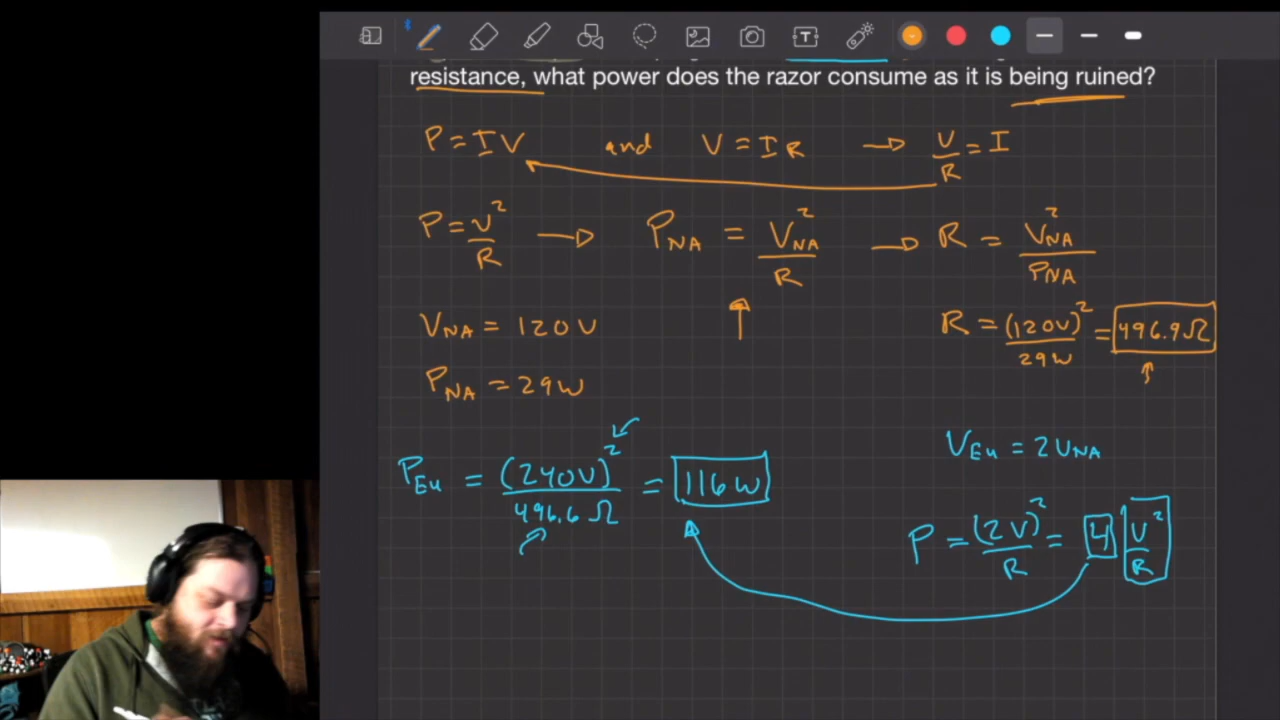 resistance, what power does the razor consume as it is being ruined?
P = IV and V = IR → V/R = I
P = V²/R → P_NA = V_NA²/R → R = V_NA²/P_NA
V_NA = 120V
R = (120V)²/29W = 496.9Ω
P_NA = 29W
V_Eu = 2V_NA
P_Eu = (240V)²/496.6Ω = 116W
P = (2V)²/R = 4 V²/R